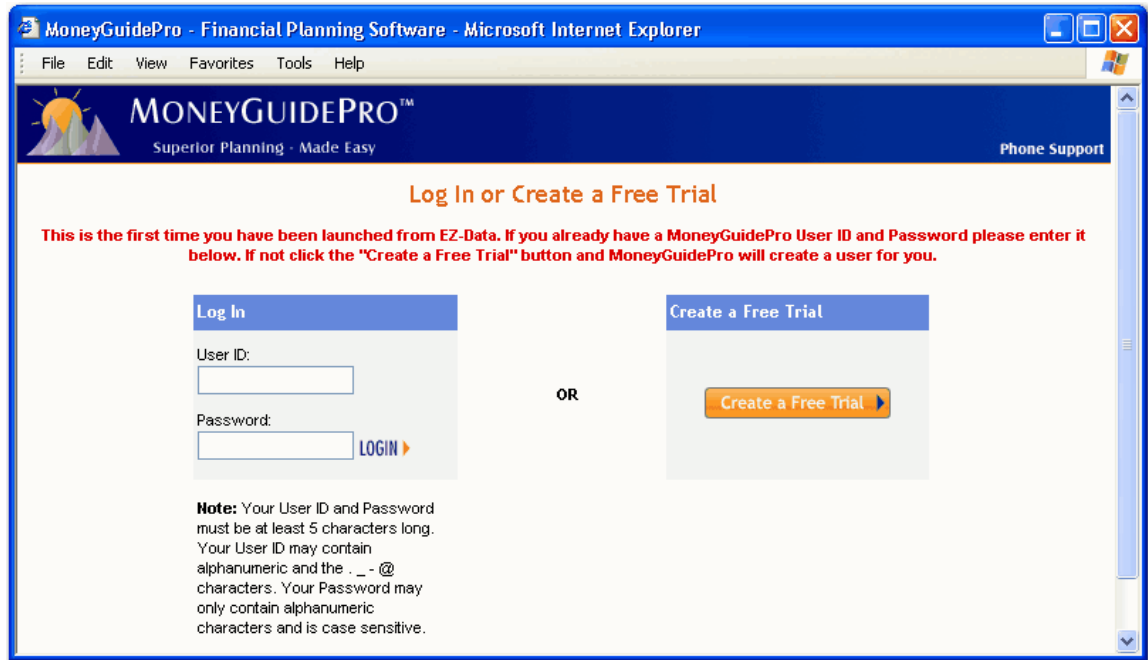 MoneyGuidePro - Financial Planning Software - Microsoft Internet Explorer
File Edit View Favorites Tools Help
MONEYGUIDEPRO™
Superior Planning - Made Easy
Phone Support
Log In or Create a Free Trial
This is the first time you have been launched from EZ-Data. If you already have a MoneyGuidePro User ID and Password please enter it
below. If not click the "Create a Free Trial" button and MoneyGuidePro will create a user for you.
Log In
User ID:
Password:
LOGIN
Note: Your User ID and Password
must be at least 5 characters long.
Your User ID may contain
alphanumeric and the . _ - @
characters. Your Password may
only contain alphanumeric
characters and is case sensitive.
OR
Create a Free Trial
Create a Free Trial